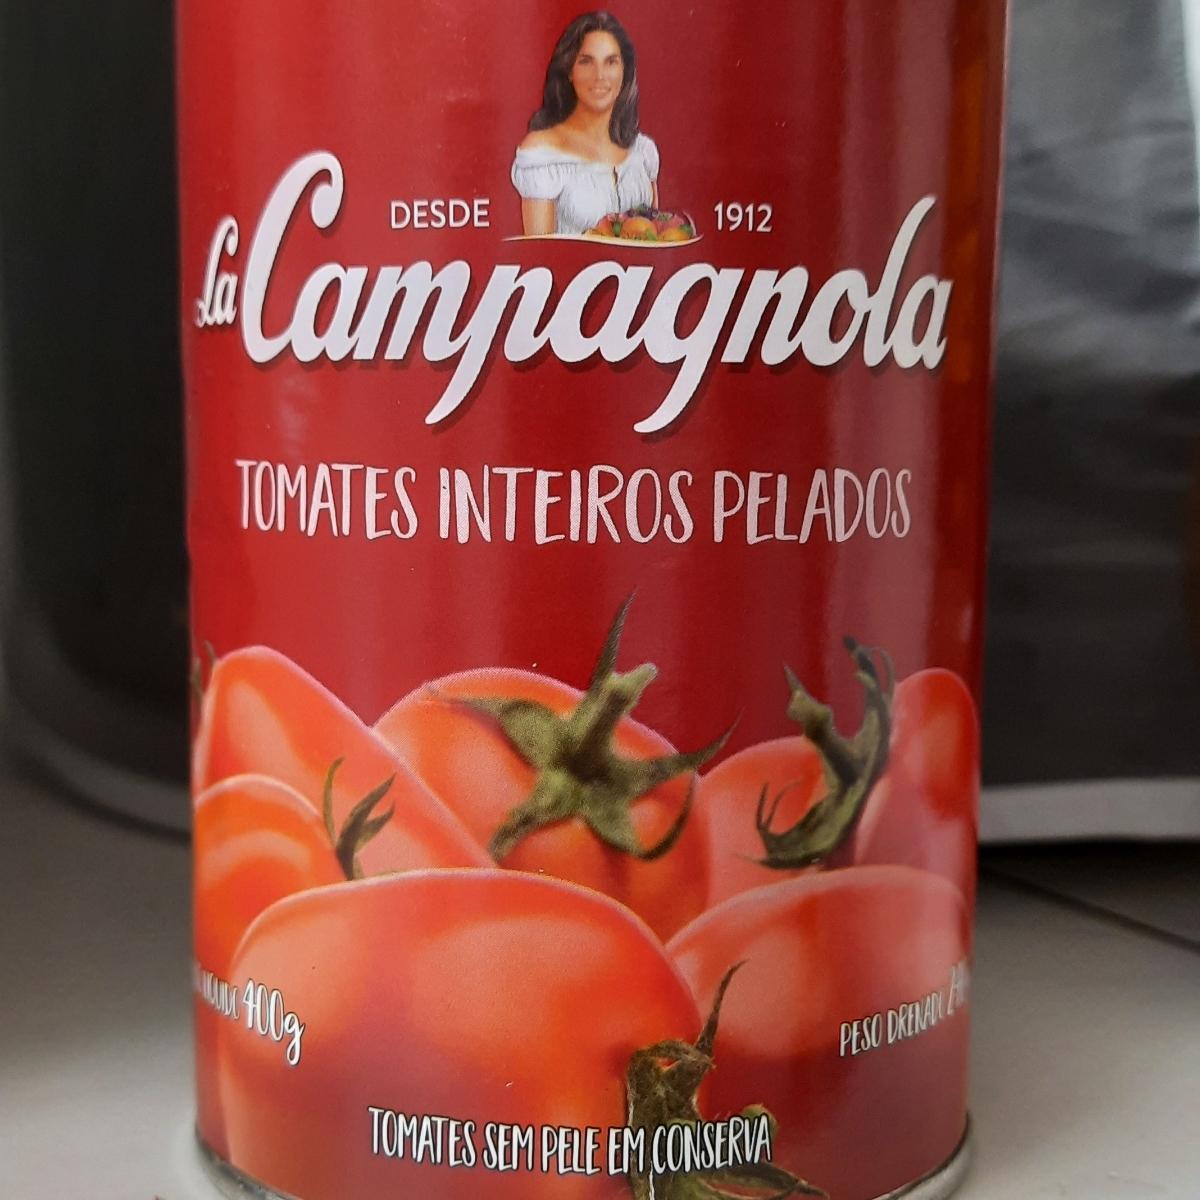 DESDE 1912
La Campagnola
TOMATES INTEIROS PELADOS
400g
PESO DRENADO
TOMATES SEM PELE EM CONSERVA